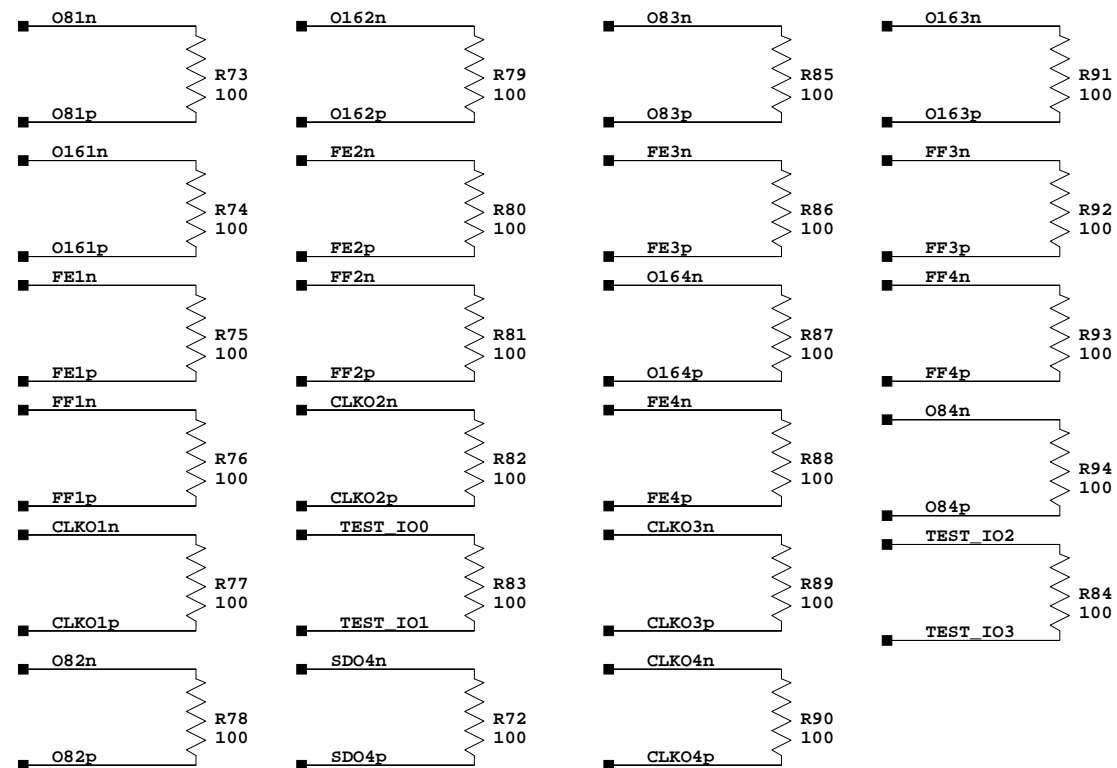 O81n
R73
100
O81p
O161n
R74
100
O161p
FE1n
R75
100
FE1p
FF1n
R76
100
FF1p
CLKO1n
R77
100
CLKO1p
O82n
R78
100
O82p
O162n
R79
100
O162p
FE2n
R80
100
FE2p
FF2n
R81
100
FF2p
CLKO2n
R82
100
CLKO2p
TEST_IO0
R83
100
TEST_IO1
SDO4n
R72
100
SDO4p
O83n
R85
100
O83p
FE3n
R86
100
FE3p
O164n
R87
100
O164p
FE4n
R88
100
FE4p
CLKO3n
R89
100
CLKO3p
CLKO4n
R90
100
CLKO4p
O163n
R91
100
O163p
FF3n
R92
100
FF3p
FF4n
R93
100
FF4p
O84n
R94
100
O84p
TEST_IO2
R84
100
TEST_IO3